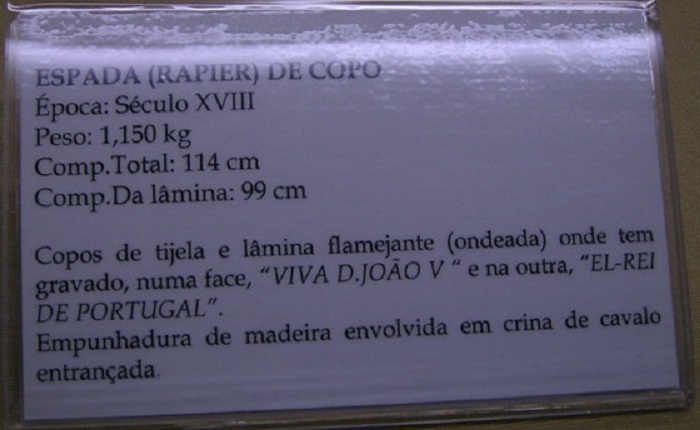 ESPADA (RAPIER) DE COPO
Época: Século XVIII
Peso: 1,150 kg
Comp.Total: 114 cm
Comp.Da lâmina: 99 cm
Copos de tijela e lâmina flamejante (ondeada) onde tem
gravado, numa face, “VIVA D.JOÃO V “ e na outra, “EL-REI
DE PORTUGAL”.
Empunhadura de madeira envolvida em crina de cavalo
entrançada.